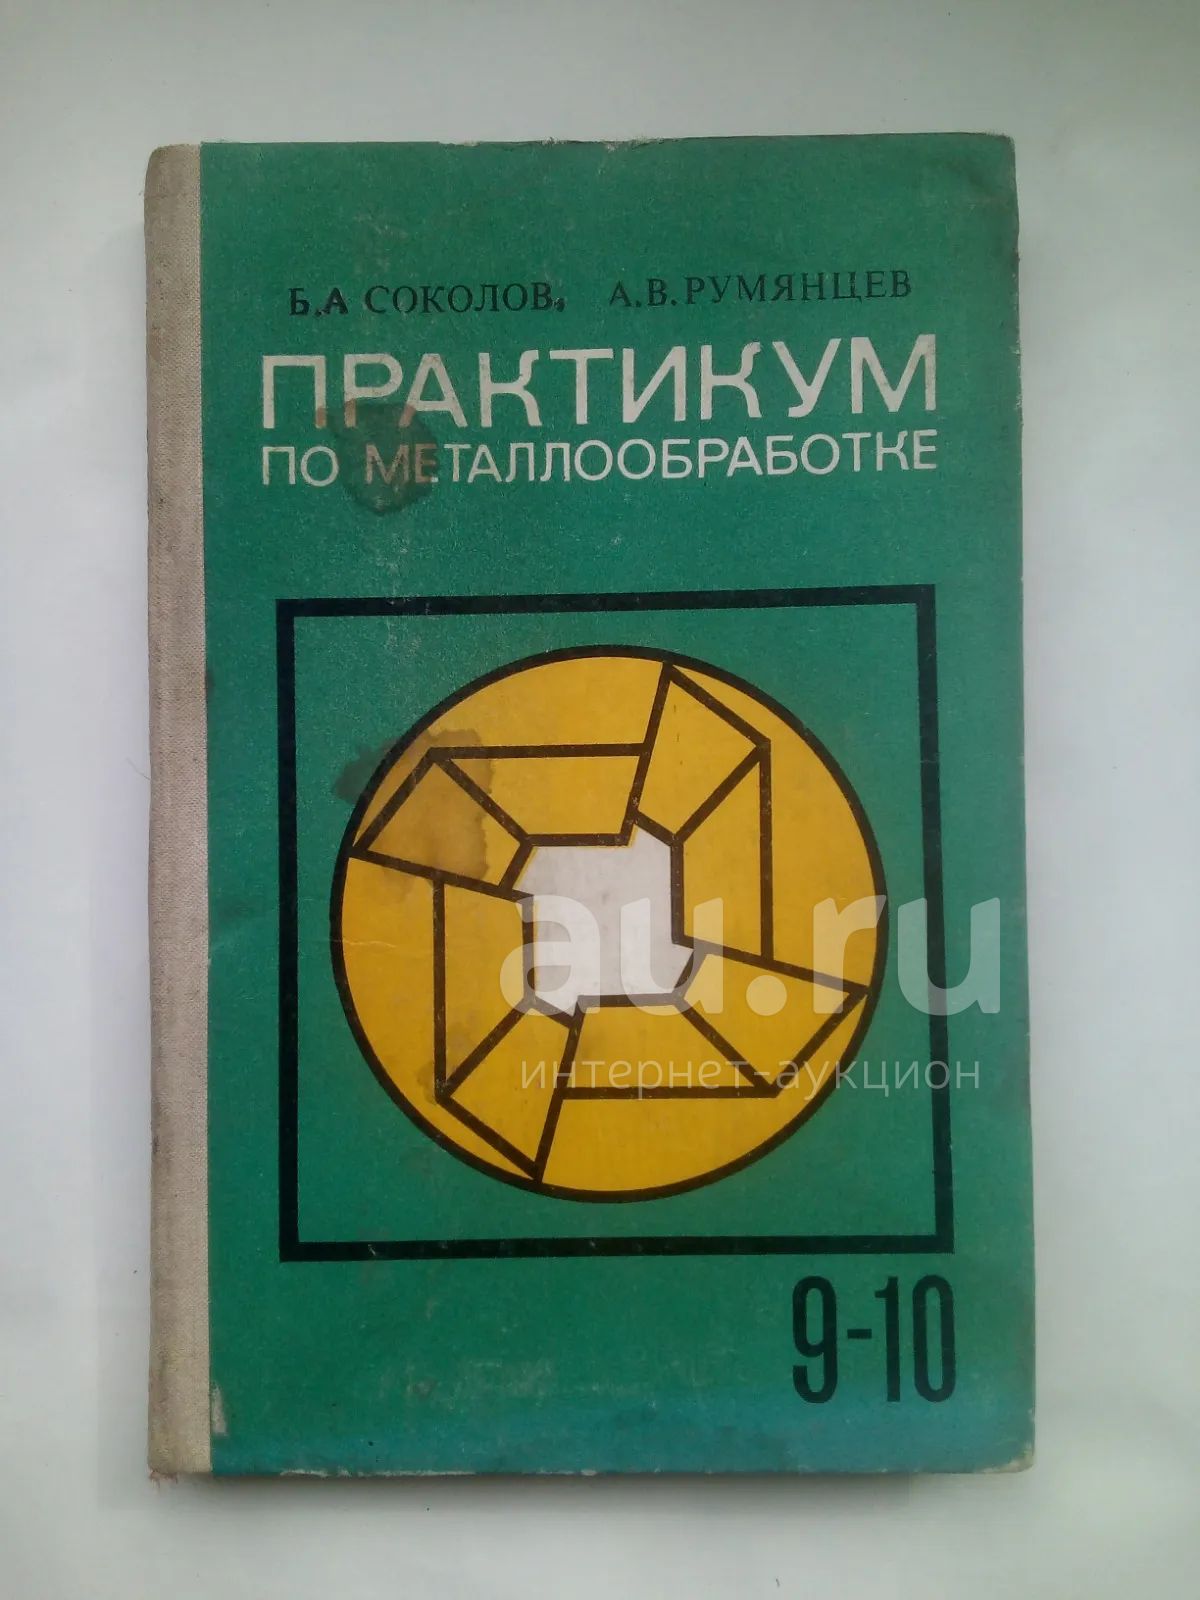 Б.А СОКОЛОВ, А.В.РУМЯНЦЕВ
ПРАКТИКУМ
ПО МЕТАЛЛООБРАБОТКЕ
au.ru
интернет-аукцион
9-10